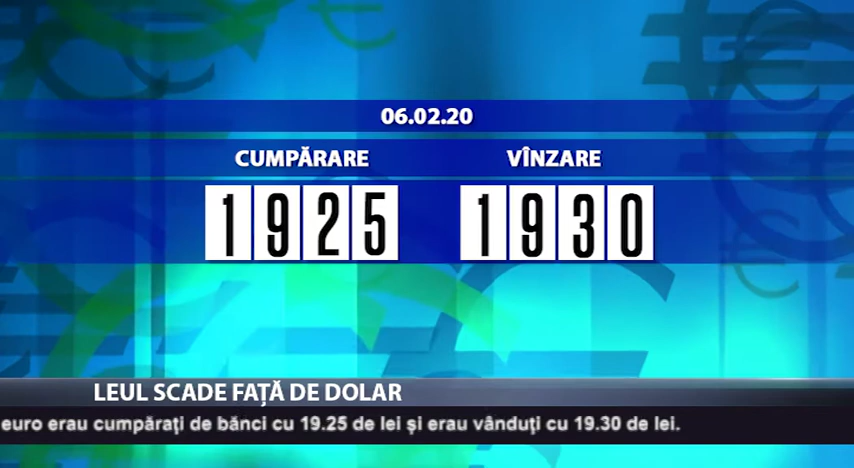 06.02.20
CUMPĂRARE VÎNZARE
1925 1930
LEUL SCADE FAȚĂ DE DOLAR
euro erau cumpărați de bănci cu 19.25 de lei și erau vânduți cu 19.30 de lei.